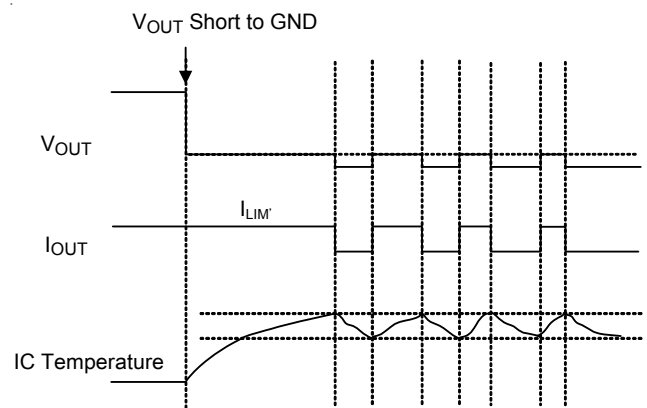 VOUT Short to GND
VOUT
ILIM'
IOUT
IC Temperature